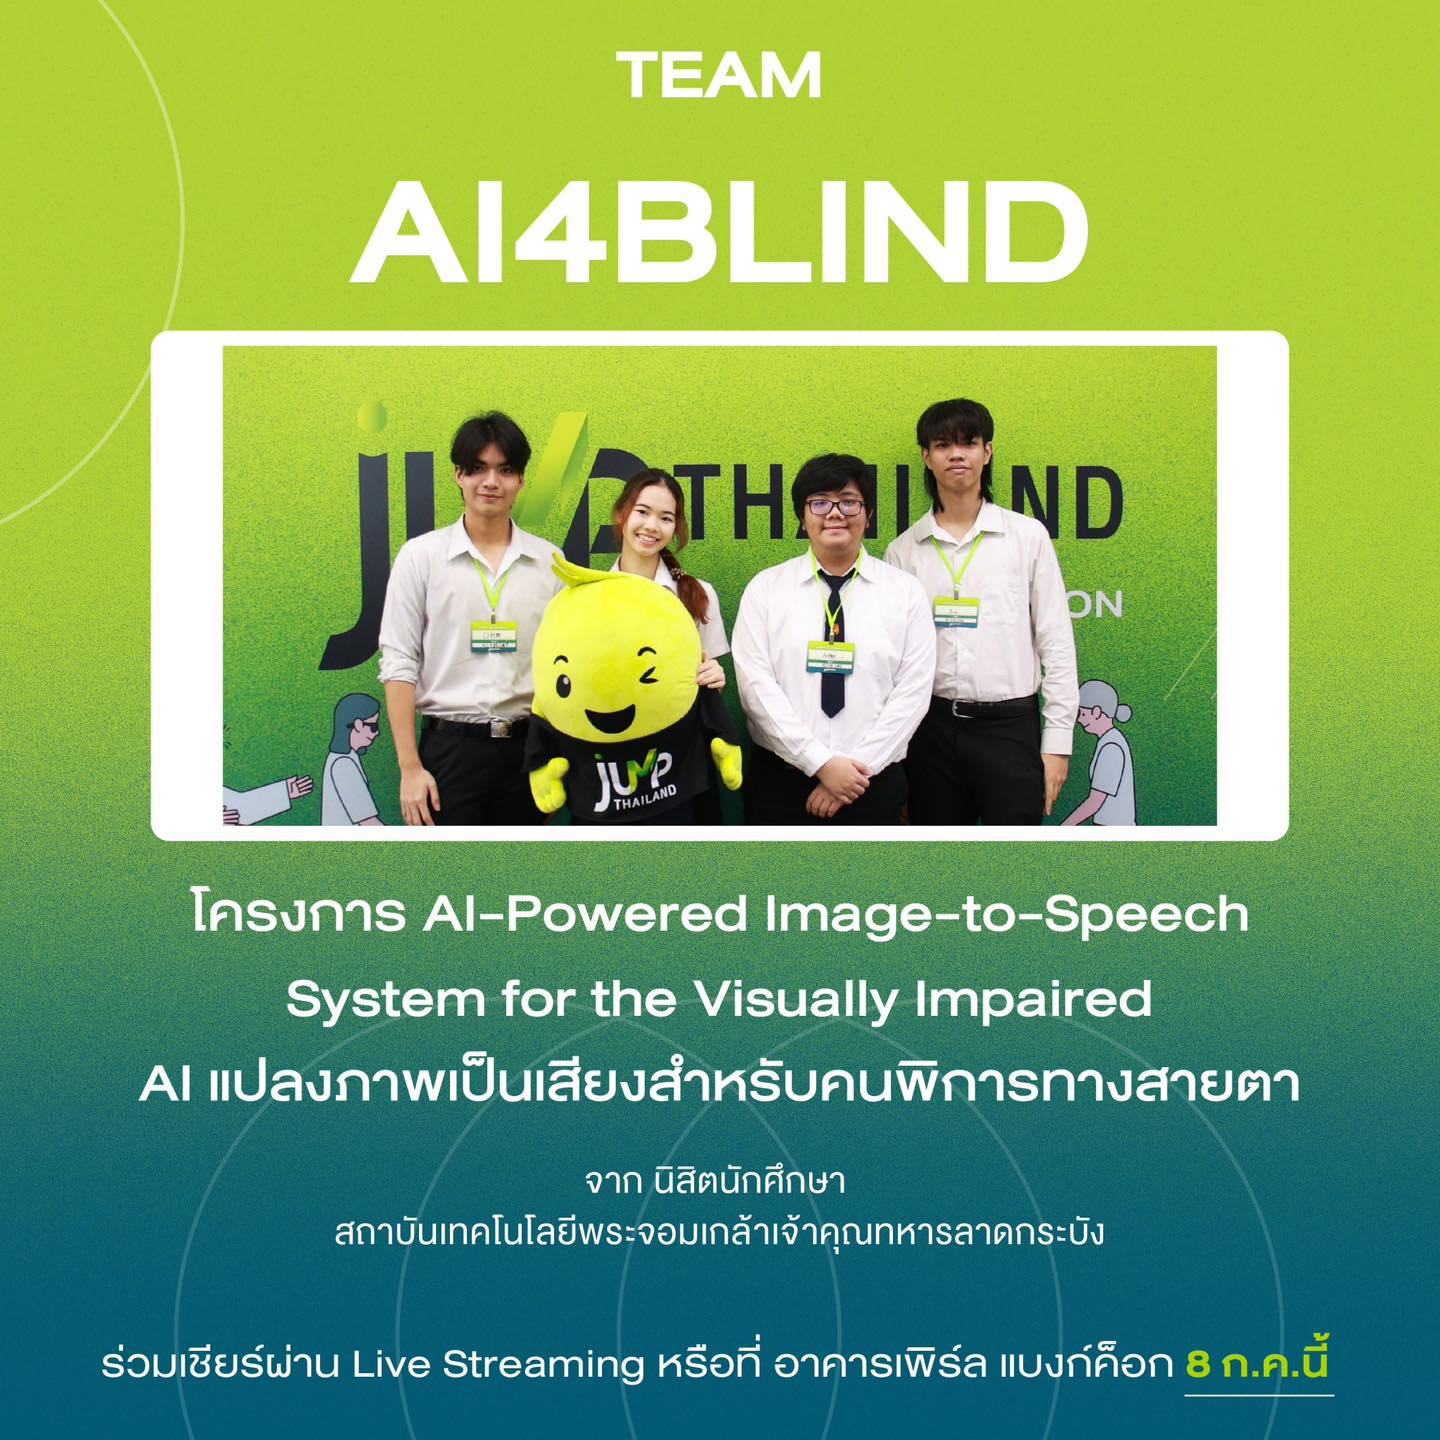 TEAM
AI4BLIND
JUMP THAILAND
ON
JUMP
THAILAND
โครงการ AI-Powered Image-to-Speech
System for the Visually Impaired
AI แปลงภาพเป็นเสียงสำหรับคนพิการทางสายตา
จาก นิสิตนักศึกษา
สถาบันเทคโนโลยีพระจอมเกล้าเจ้าคุณทหารลาดกระบัง
ร่วมเชียร์ผ่าน Live Streaming หรือที่ อาคารเพิร์ล แบงก์ค็อก 8 ก.ค.นี้